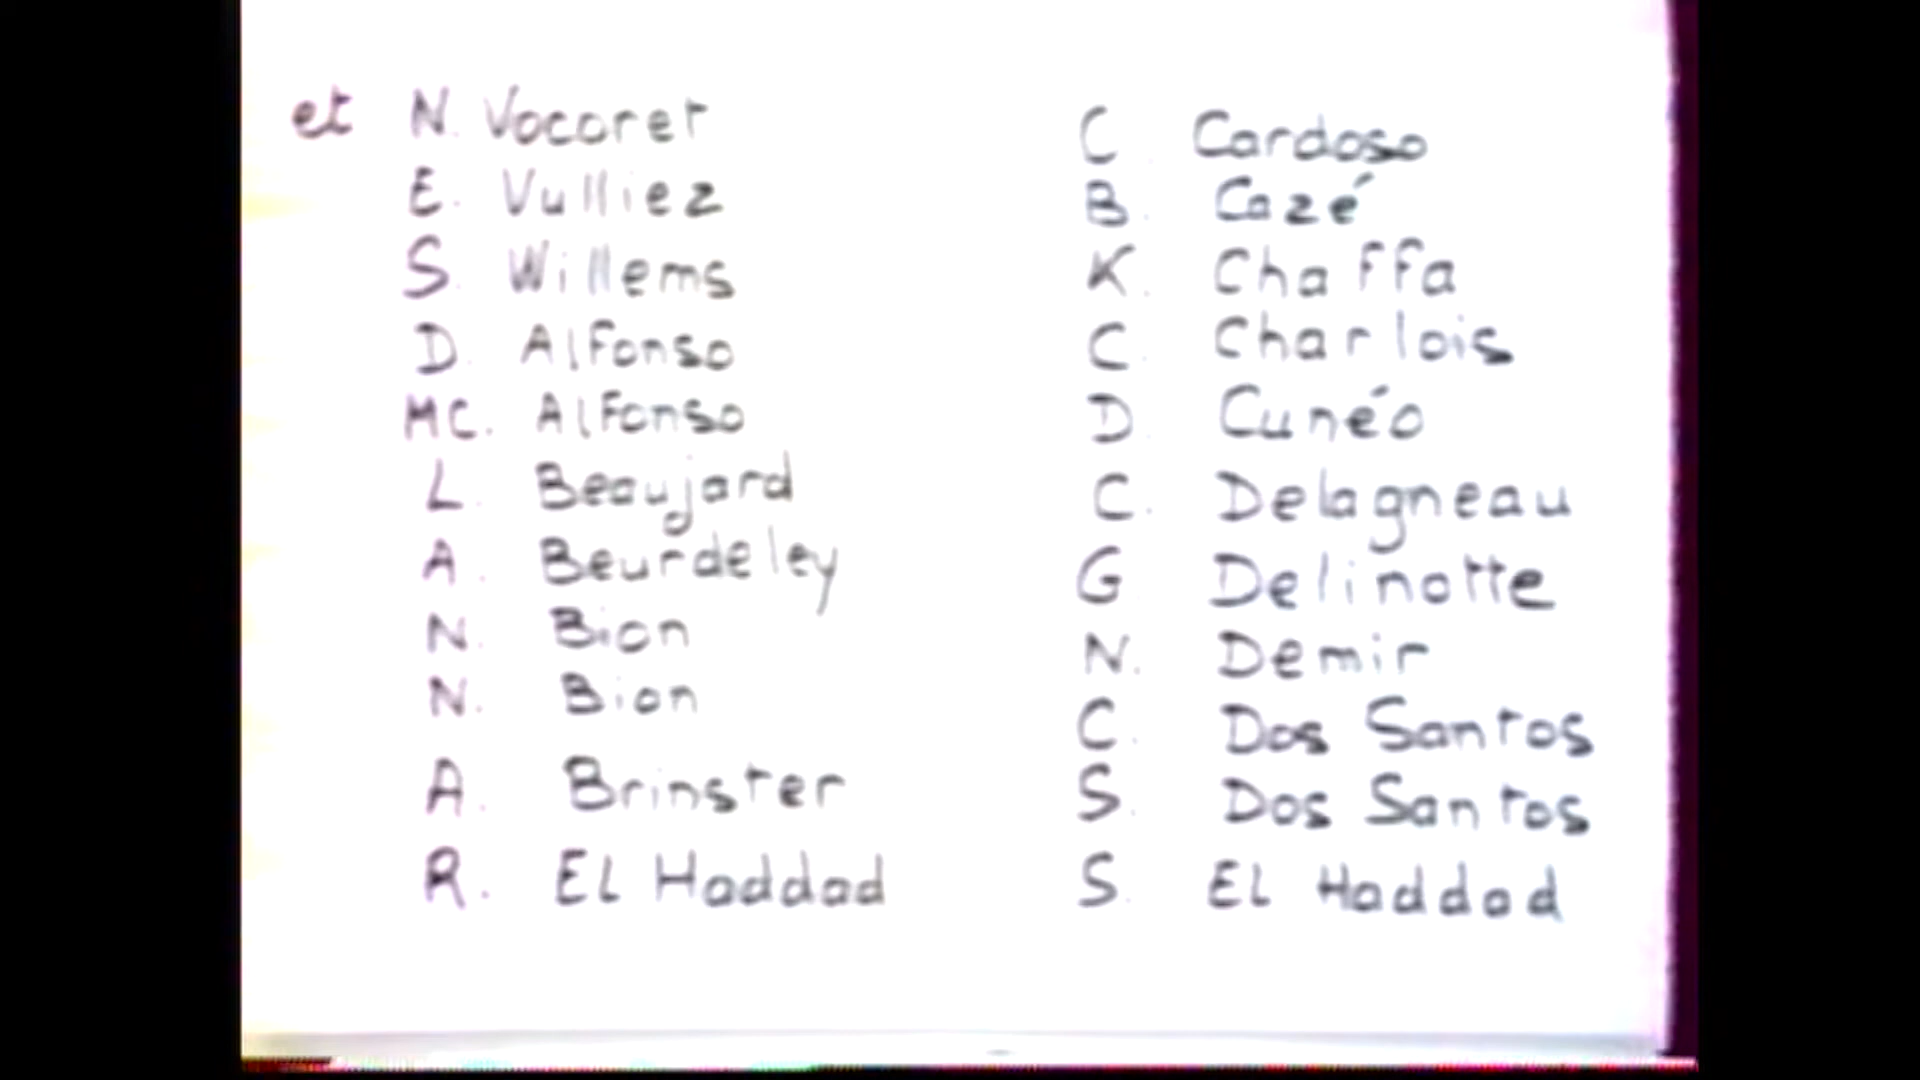 et N. Vocoret
E. Vulliez
S. Willems
D. Alfonso
MC. Alfonso
L. Beaujard
A. Beurdeley
N. Bion
N. Bion
A. Brinster
R. EL Haddad
C. Cardoso
B. Cazé
K. Chaffa
C. Charlois
D. Cunéo
C. Delagneau
G. Delinotte
N. Demir
C. Dos Santos
S. Dos Santos
S. EL Haddad